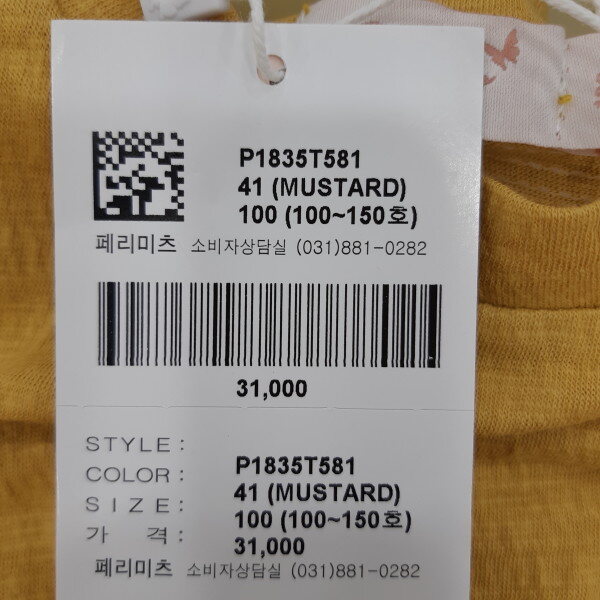 P1835T581
41 (MUSTARD)
100 (100~150호)
페리미츠 소비자상담실 (031)881-0282
31,000
STYLE : P1835T581
COLOR : 41 (MUSTARD)
SIZE : 100 (100~150호)
가 격 : 31,000
페리미츠 소비자상담실 (031)881-0282